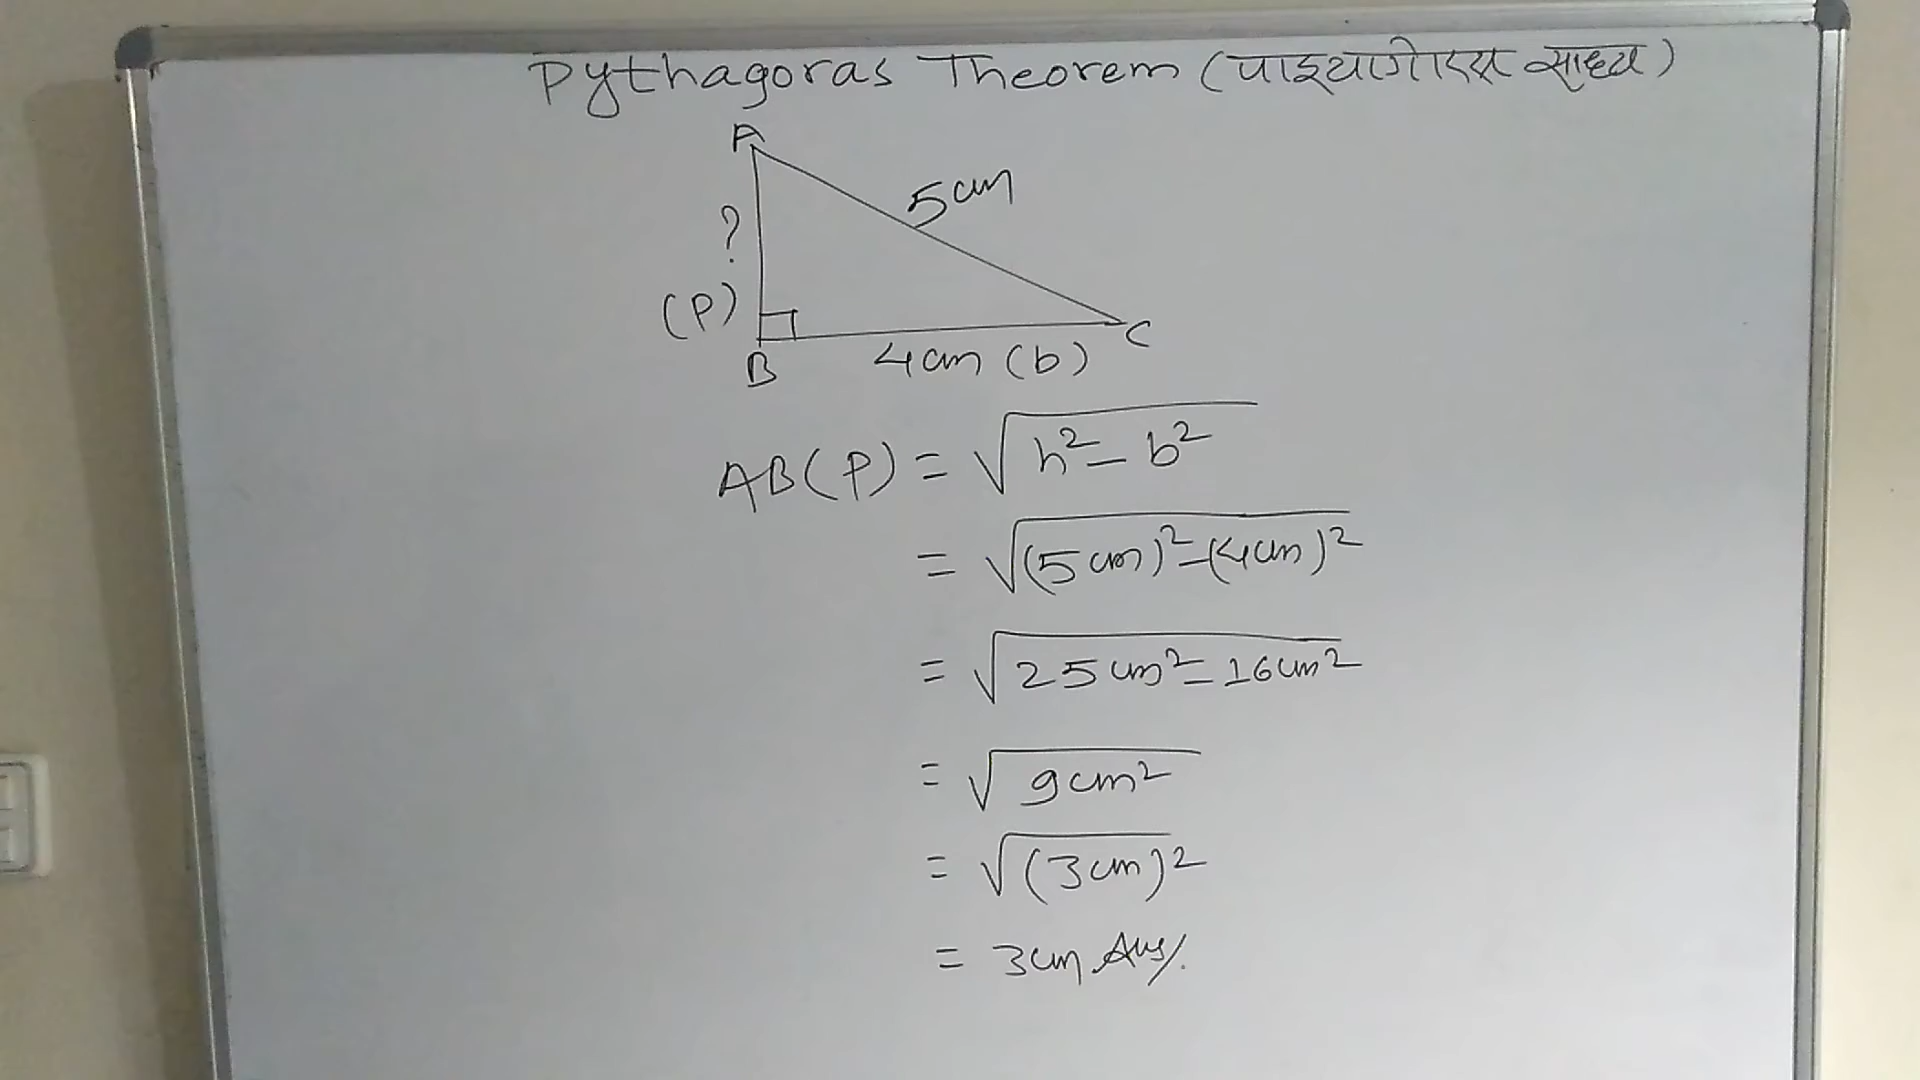 Pythagoras Theorem (पाइथागोरस साध्य)
A
5cm
?
(P)
B
4cm (b)
C
AB(P) = √h² - b²
= √(5cm)² - (4cm)²
= √25cm² - 16cm²
= √9cm²
= √(3cm)²
= 3cm Ans/.